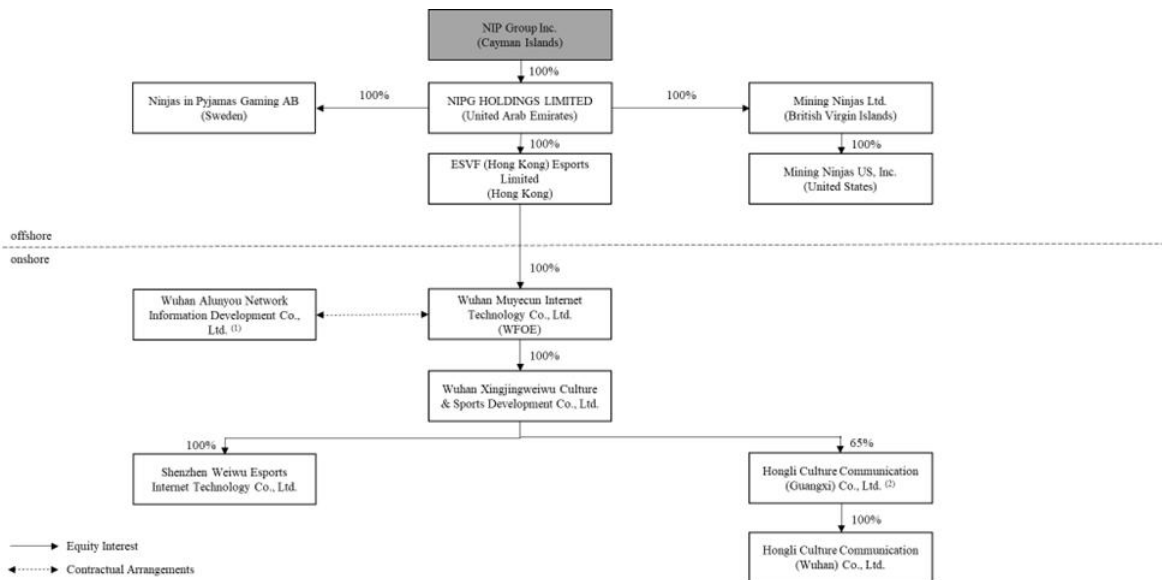 NIP Group Inc.
(Cayman Islands)
100%
Ninjas in Pyjamas Gaming AB
(Sweden)
100%
NIPG HOLDINGS LIMITED
(United Arab Emirates)
100%
Mining Ninjas Ltd.
(British Virgin Islands)
100%
100%
ESVF (Hong Kong) Esports
Limited
(Hong Kong)
Mining Ninjas US, Inc.
(United States)
offshore
onshore
100%
Wuhan Alunyou Network
Information Development Co.,
Ltd. (1)
Wuhan Muyecun Internet
Technology Co., Ltd.
(WFOE)
100%
Wuhan Xingjingweiwu Culture
& Sports Development Co., Ltd.
100%
65%
Shenzhen Weiwu Esports
Internet Technology Co., Ltd.
Hongli Culture Communication
(Guangxi) Co., Ltd. (2)
100%
Hongli Culture Communication
(Wuhan) Co., Ltd.
Equity Interest
Contractual Arrangements